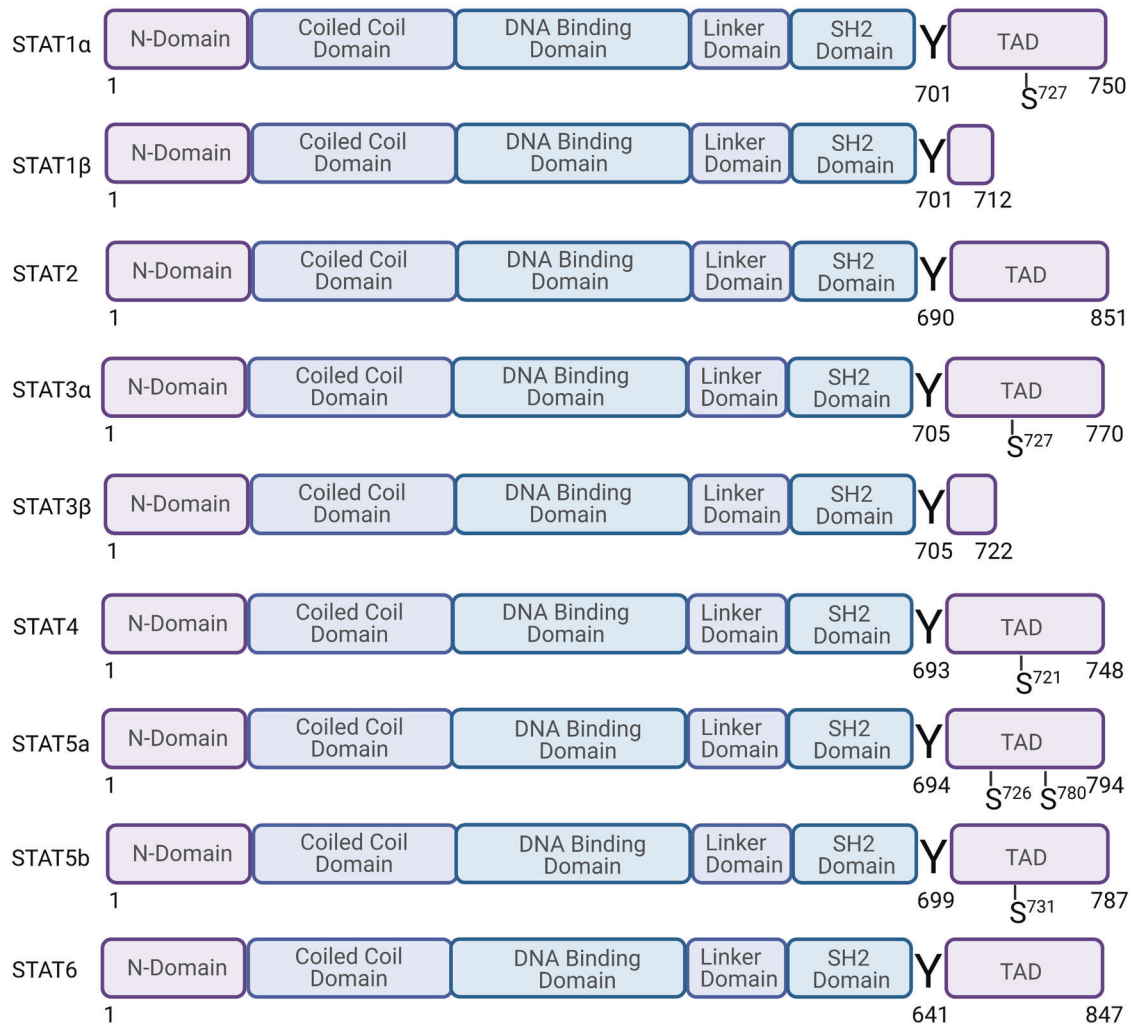 STAT1α N-Domain Coiled Coil Domain DNA Binding Domain Linker Domain SH2 Domain Y TAD
1 701 S727 750
STAT1β N-Domain Coiled Coil Domain DNA Binding Domain Linker Domain SH2 Domain Y
1 701 712
STAT2 N-Domain Coiled Coil Domain DNA Binding Domain Linker Domain SH2 Domain Y TAD
1 690 851
STAT3α N-Domain Coiled Coil Domain DNA Binding Domain Linker Domain SH2 Domain Y TAD
1 705 S727 770
STAT3β N-Domain Coiled Coil Domain DNA Binding Domain Linker Domain SH2 Domain Y
1 705 722
STAT4 N-Domain Coiled Coil Domain DNA Binding Domain Linker Domain SH2 Domain Y TAD
1 693 S721 748
STAT5a N-Domain Coiled Coil Domain DNA Binding Domain Linker Domain SH2 Domain Y TAD
1 694 S726 S780 794
STAT5b N-Domain Coiled Coil Domain DNA Binding Domain Linker Domain SH2 Domain Y TAD
1 699 S731 787
STAT6 N-Domain Coiled Coil Domain DNA Binding Domain Linker Domain SH2 Domain Y TAD
1 641 847